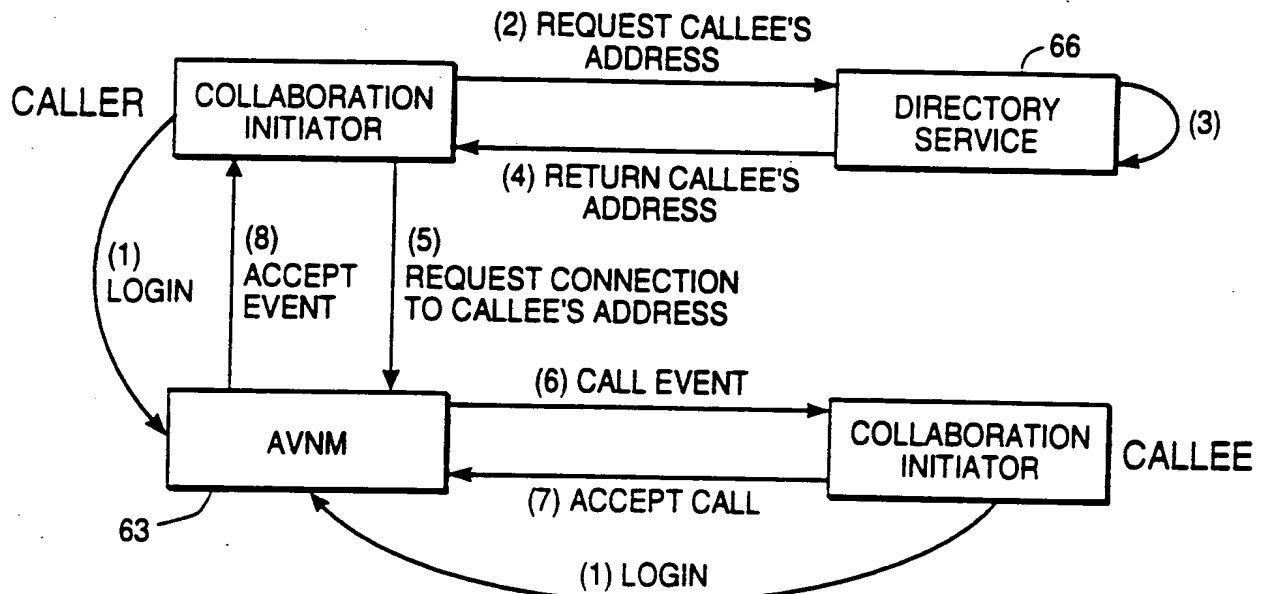 (2) REQUEST CALLEE'S
ADDRESS
66
CALLER
COLLABORATION
INITIATOR
DIRECTORY
SERVICE
(3)
(4) RETURN CALLEE'S
ADDRESS
(1)
LOGIN
(8)
ACCEPT
EVENT
(5)
REQUEST CONNECTION
TO CALLEE'S ADDRESS
(6) CALL EVENT
AVNM
COLLABORATION
INITIATOR
CALLEE
(7) ACCEPT CALL
63
(1) LOGIN